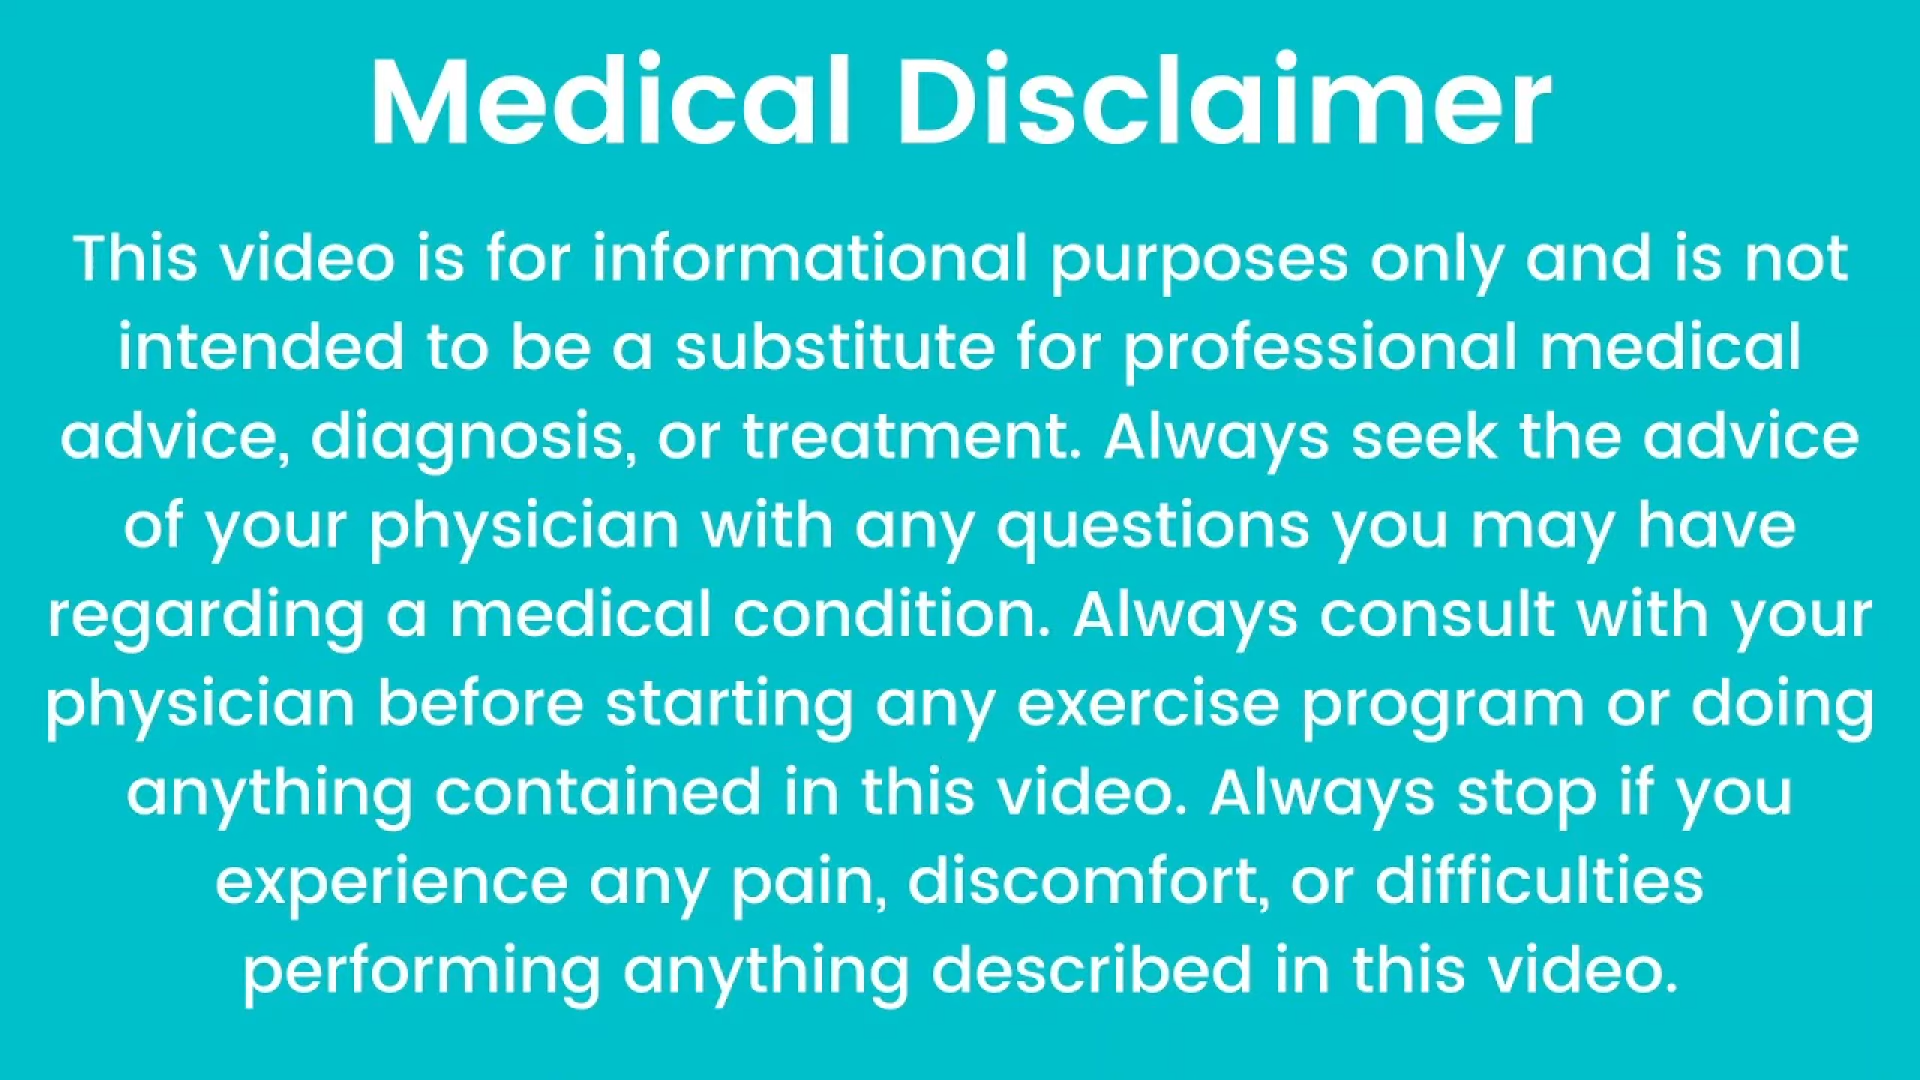 Medical Disclaimer
This video is for informational purposes only and is not
intended to be a substitute for professional medical
advice, diagnosis, or treatment. Always seek the advice
of your physician with any questions you may have
regarding a medical condition. Always consult with your
physician before starting any exercise program or doing
anything contained in this video. Always stop if you
experience any pain, discomfort, or difficulties
performing anything described in this video.